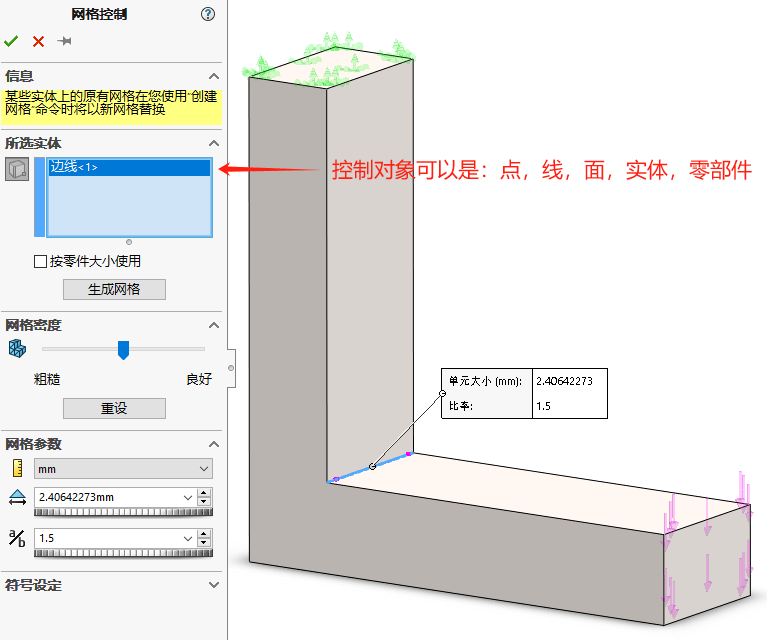 网格控制
信息
某些实体上的原有网格在您使用“创建
网格”命令时将以新网格替换
所选实体
边线<1>
控制对象可以是：点，线，面，实体，零部件
按零件大小使用
生成网格
网格密度
粗糙
良好
重设
单元大小 (mm):
2.40642273
比率:
1.5
网格参数
mm
2.40642273mm
a/b
1.5
符号设定